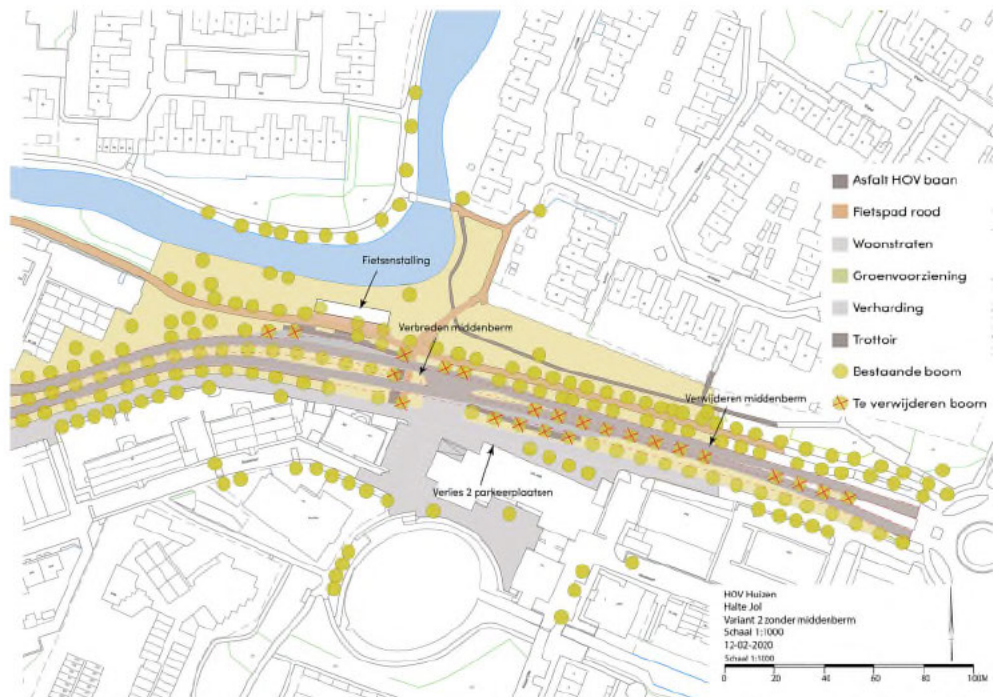 Fietsenstalling
Verbreden middenberm
Verwijderen middenberm
Verlies 2 parkeerplaatsen
Asfalt HOV baan
Fietspad rood
Woonstraten
Groenvoorziening
Verharding
Trottoir
Bestaande boom
Te verwijderen boom
HOV Huizen
Halte Jol
Variant 2 zonder middenberm
Schaal 1:1000
12-02-2020
Schaal 1:1000
0 20 40 60 80 100M